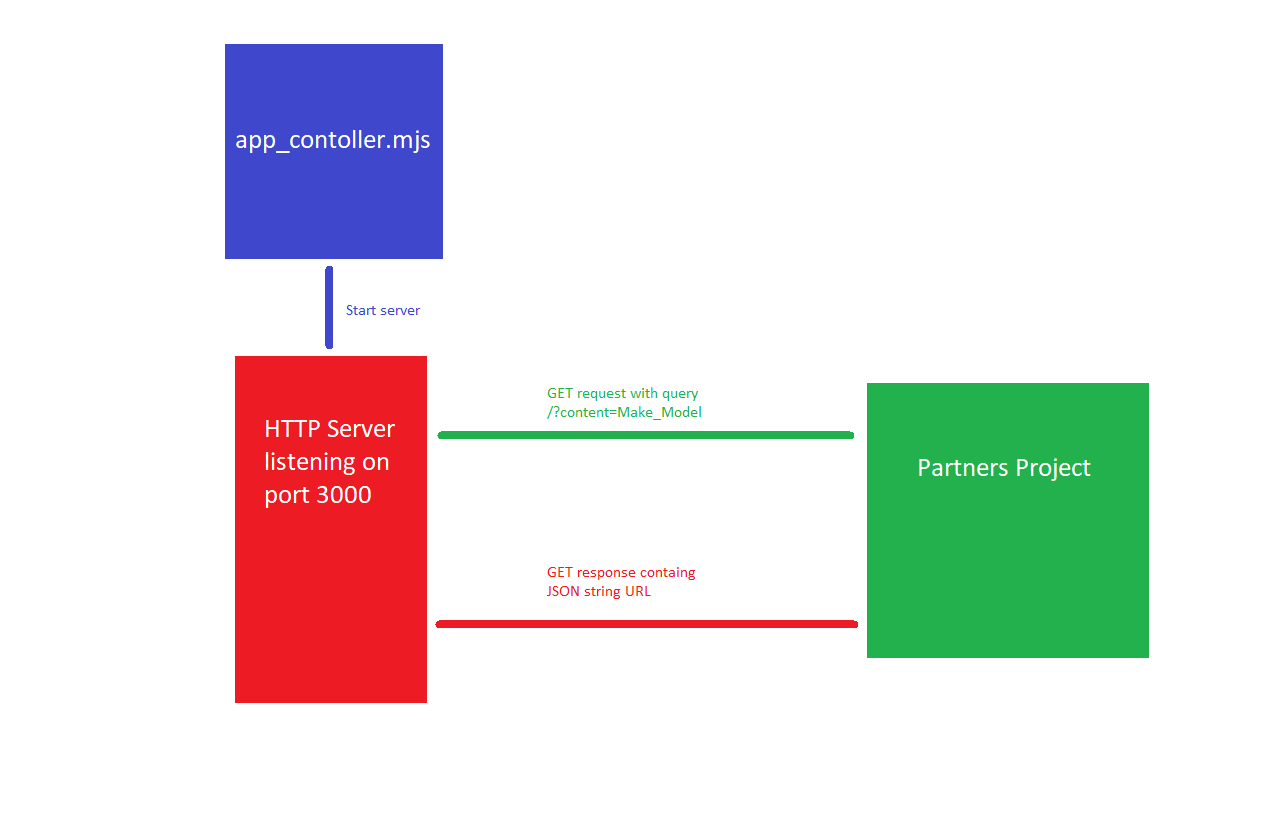 app_contoller.mjs
Start server
HTTP Server
listening on
port 3000
GET request with query
/?content=Make_Model
Partners Project
GET response containg
JSON string URL